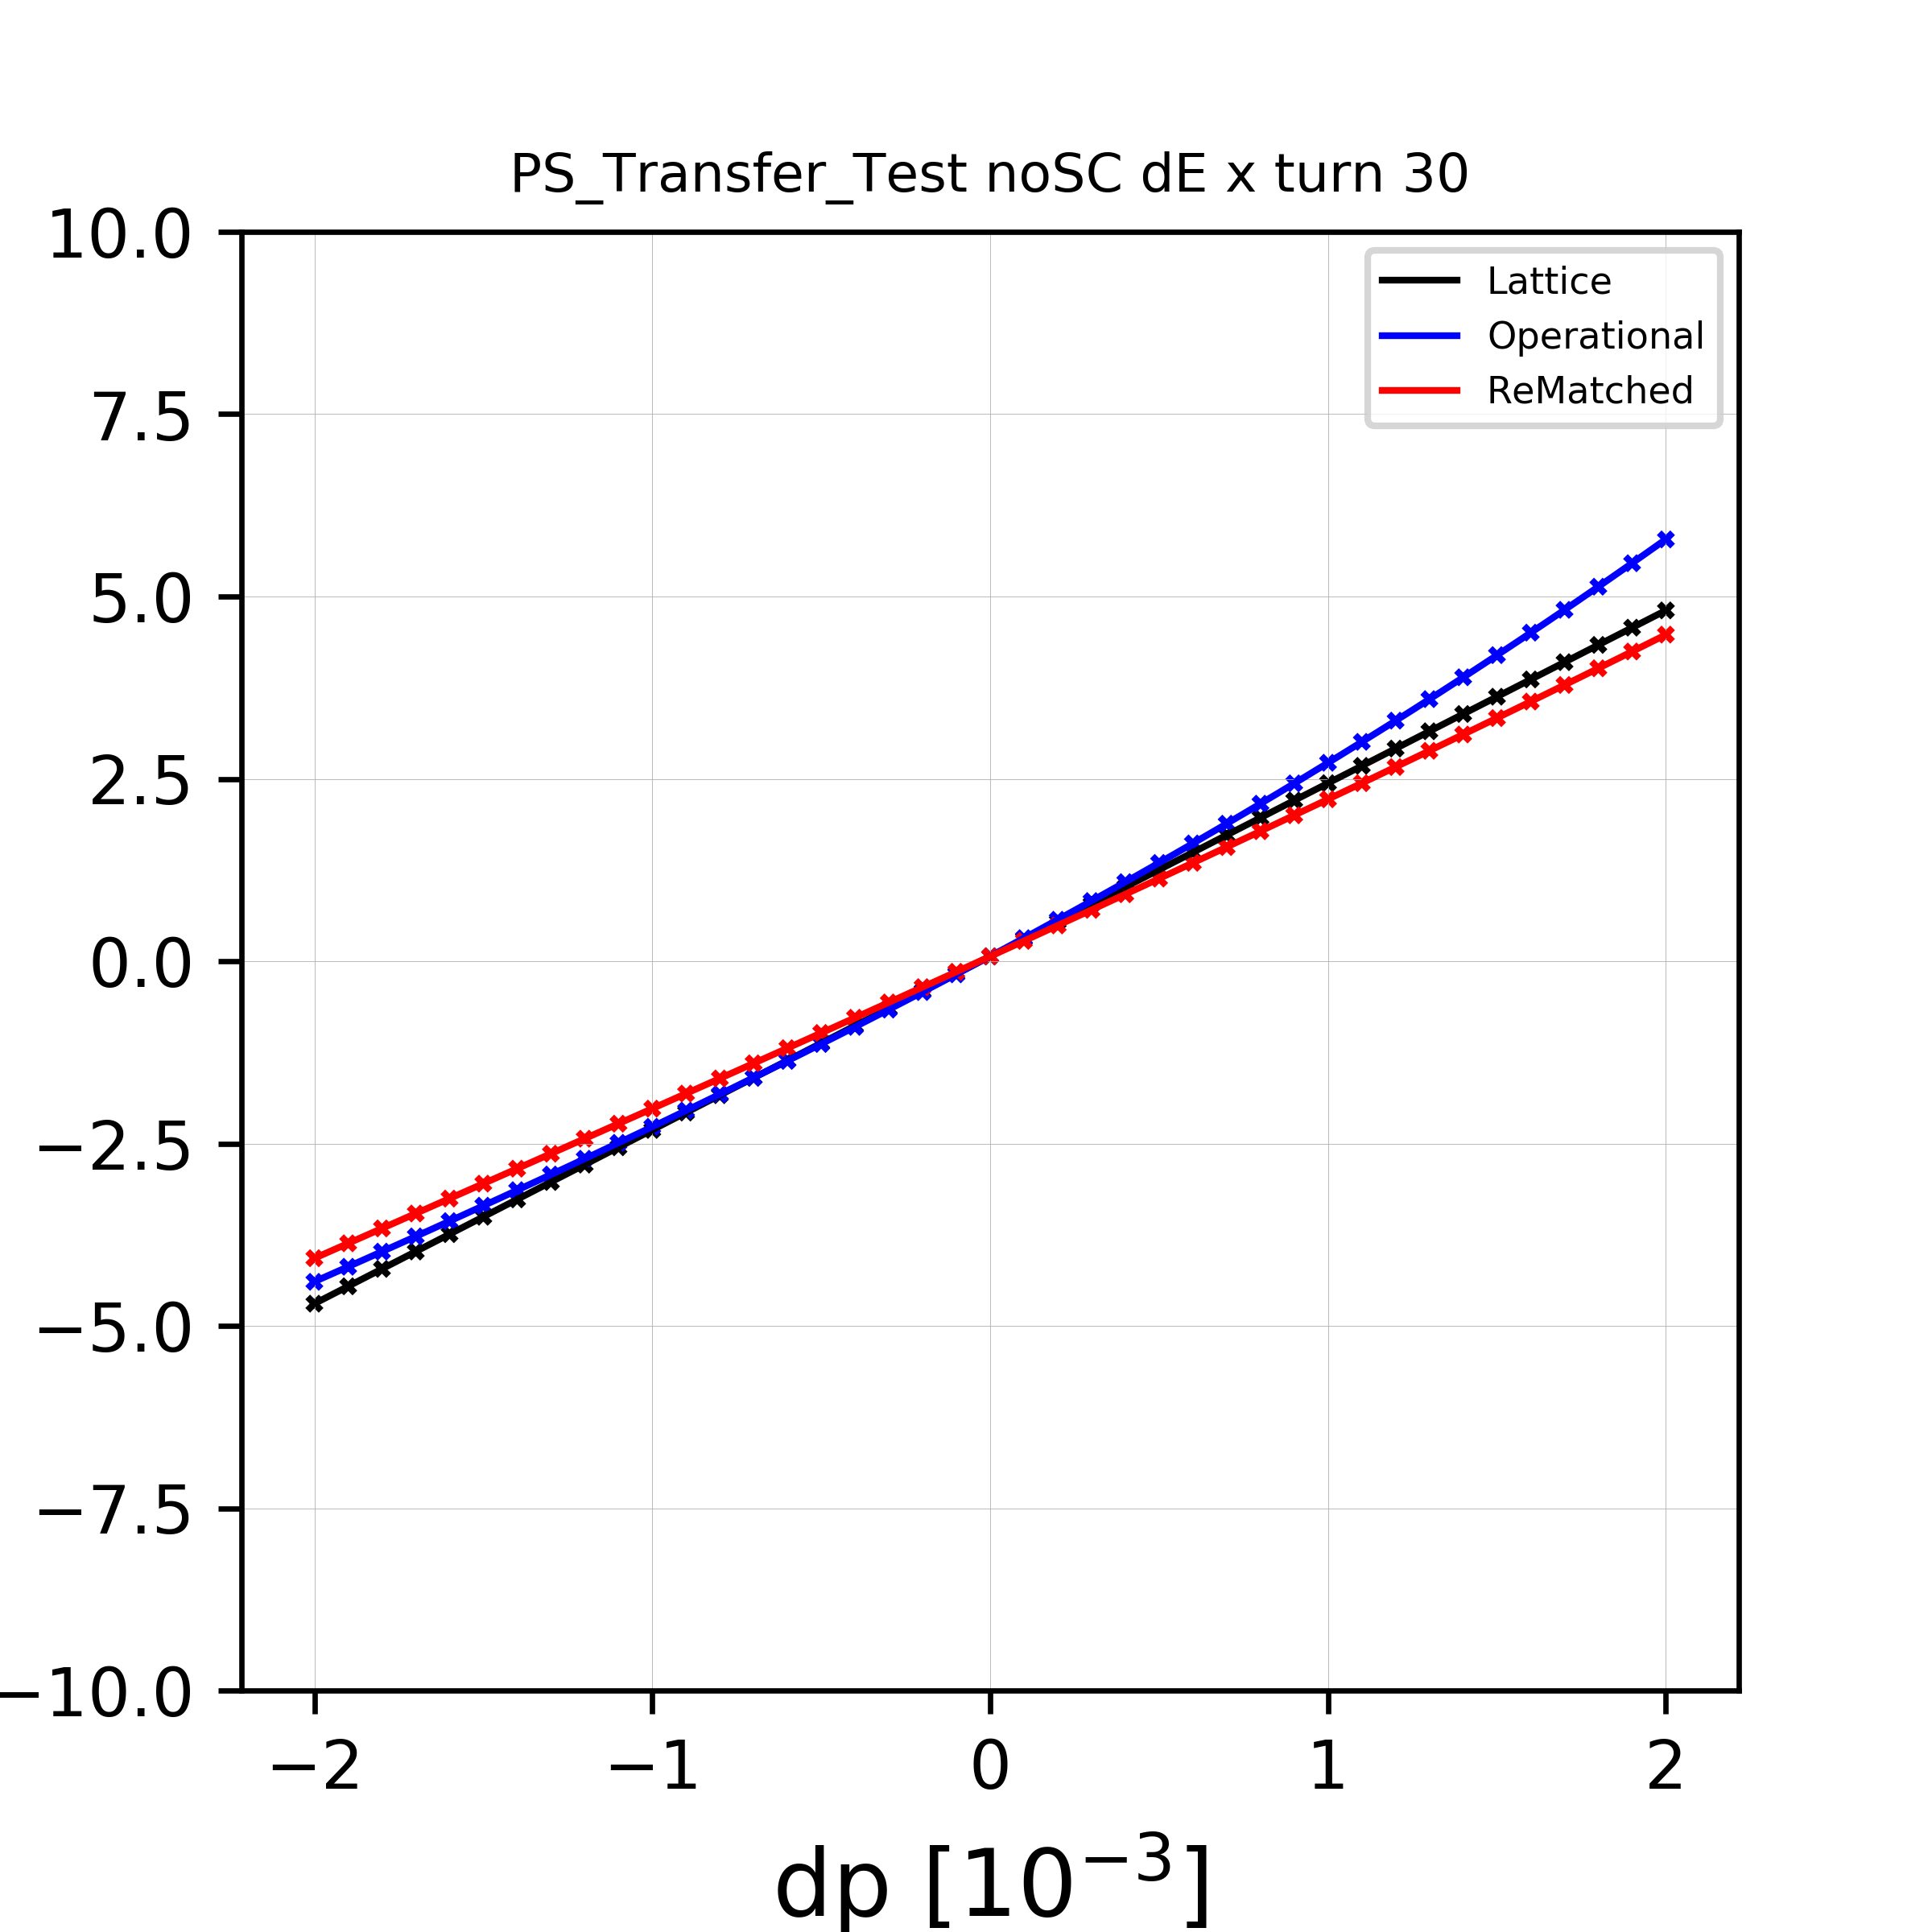 PS_Transfer_Test noSC dE x turn 30
10.0
7.5
5.0
2.5
0.0
−2.5
−5.0
−7.5
−10.0
Lattice
Operational
ReMatched
−2 −1 0 1 2
dp [10⁻³]